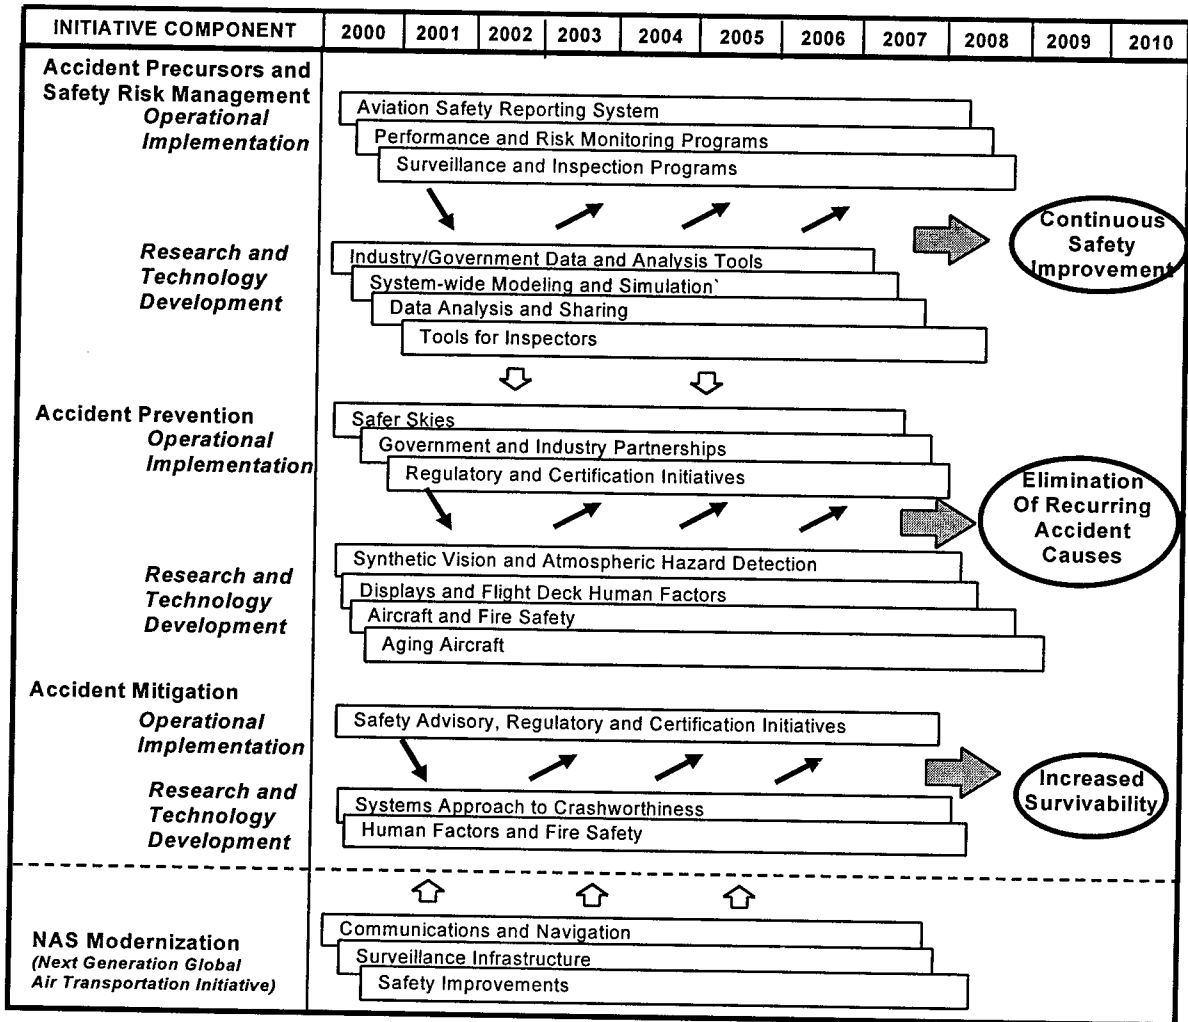 INITIATIVE COMPONENT 2000 2001 2002 2003 2004 2005 2006 2007 2008 2009 2010
Accident Precursors and
Safety Risk Management
Operational
Implementation
Aviation Safety Reporting System
Performance and Risk Monitoring Programs
Surveillance and Inspection Programs
Continuous
Safety
Improvement
Research and
Technology
Development
Industry/Government Data and Analysis Tools
System-wide Modeling and Simulation`
Data Analysis and Sharing
Tools for Inspectors
Accident Prevention
Operational
Implementation
Safer Skies
Government and Industry Partnerships
Regulatory and Certification Initiatives
Elimination
Of Recurring
Accident
Causes
Research and
Technology
Development
Synthetic Vision and Atmospheric Hazard Detection
Displays and Flight Deck Human Factors
Aircraft and Fire Safety
Aging Aircraft
Accident Mitigation
Operational
Implementation
Safety Advisory, Regulatory and Certification Initiatives
Increased
Survivability
Research and
Technology
Development
Systems Approach to Crashworthiness
Human Factors and Fire Safety
NAS Modernization
(Next Generation Global
Air Transportation Initiative)
Communications and Navigation
Surveillance Infrastructure
Safety Improvements